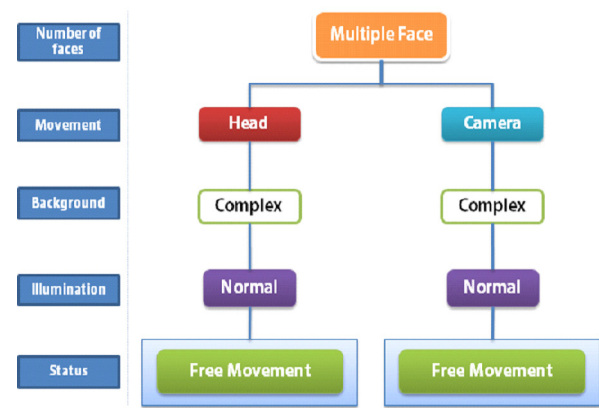 Number of
faces
Multiple Face
Movement
Head
Camera
Background
Complex
Complex
Illumination
Normal
Normal
Status
Free Movement
Free Movement